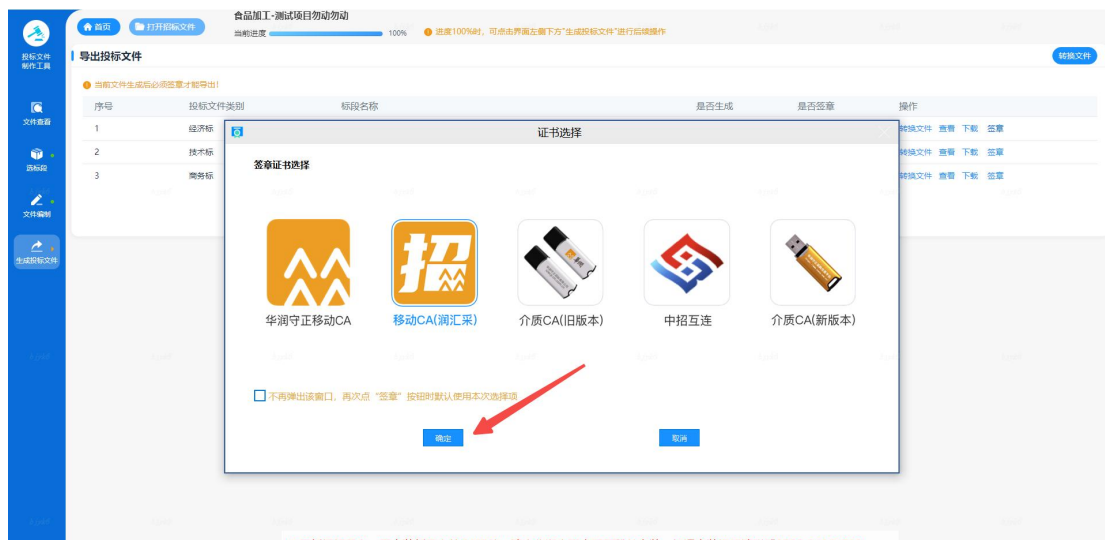 食品加工-测试项目勿动勿动
首页
打开招标文件
当前进度
100%
进度100%时，可点击界面左侧下方"生成投标文件"进行后续操作
投标文件
制作工具
导出投标文件
转换文件
当前文件生成后必须签章才能导出!
序号 投标文件类别 标段名称 是否生成 是否签章 操作
文件查看
1 经济标 转换文件 查看 下载 签章
2 技术标 转换文件 查看 下载 签章
3 商务标 转换文件 查看 下载 签章
选标段
文件编制
生成投标文件
证书选择
签章证书选择
招
华润守正移动CA
移动CA(润汇采)
介质CA(旧版本)
中招互连
介质CA(新版本)
不再弹出该窗口，再次点“签章”按钮时默认使用本次选择项
确定
取消